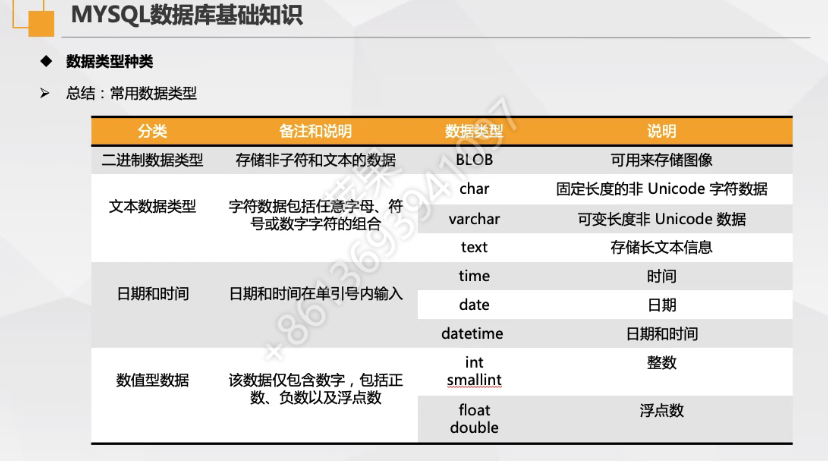 MYSQL数据库基础知识
数据类型种类
总结：常用数据类型
分类 备注和说明 数据类型 说明
二进制数据类型 存储非子符和文本的数据 BLOB 可用来存储图像
文本数据类型 字符数据包括任意字母、符
号或数字字符的组合
char 固定长度的非 Unicode 字符数据
varchar 可变长度非 Unicode 数据
text 存储长文本信息
日期和时间 日期和时间在单引号内输入
time 时间
date 日期
datetime 日期和时间
数值型数据 该数据仅包含数字，包括正
数、负数以及浮点数
int 整数
smallint
float 浮点数
double
苹果
+8613693941097